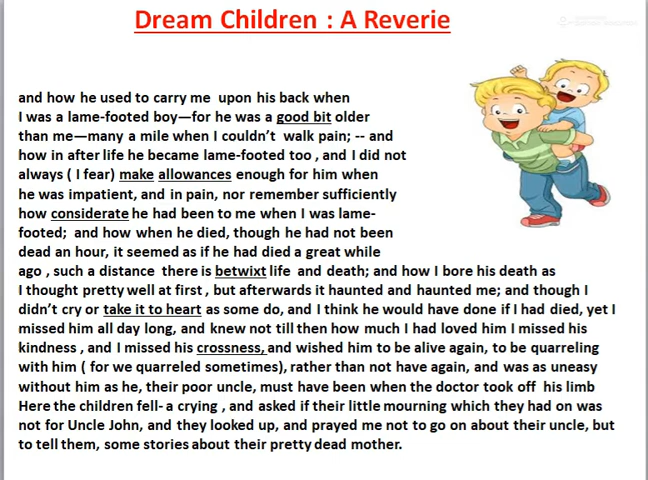 Dream Children : A Reverie
and how he used to carry me upon his back when
I was a lame-footed boy—for he was a good bit older
than me—many a mile when I couldn't walk pain; -- and
how in after life he became lame-footed too , and I did not
always ( I fear) make allowances enough for him when
he was impatient, and in pain, nor remember sufficiently
how considerate he had been to me when I was lame-
footed; and how when he died, though he had not been
dead an hour, it seemed as if he had died a great while
ago , such a distance there is betwixt life and death; and how I bore his death as
I thought pretty well at first , but afterwards it haunted and haunted me; and though I
didn't cry or take it to heart as some do, and I think he would have done if I had died, yet I
missed him all day long, and knew not till then how much I had loved him I missed his
kindness , and I missed his crossness, and wished him to be alive again, to be quarreling
with him ( for we quarreled sometimes), rather than not have again, and was as uneasy
without him as he, their poor uncle, must have been when the doctor took off his limb
Here the children fell- a crying , and asked if their little mourning which they had on was
not for Uncle John, and they looked up, and prayed me not to go on about their uncle, but
to tell them, some stories about their pretty dead mother.